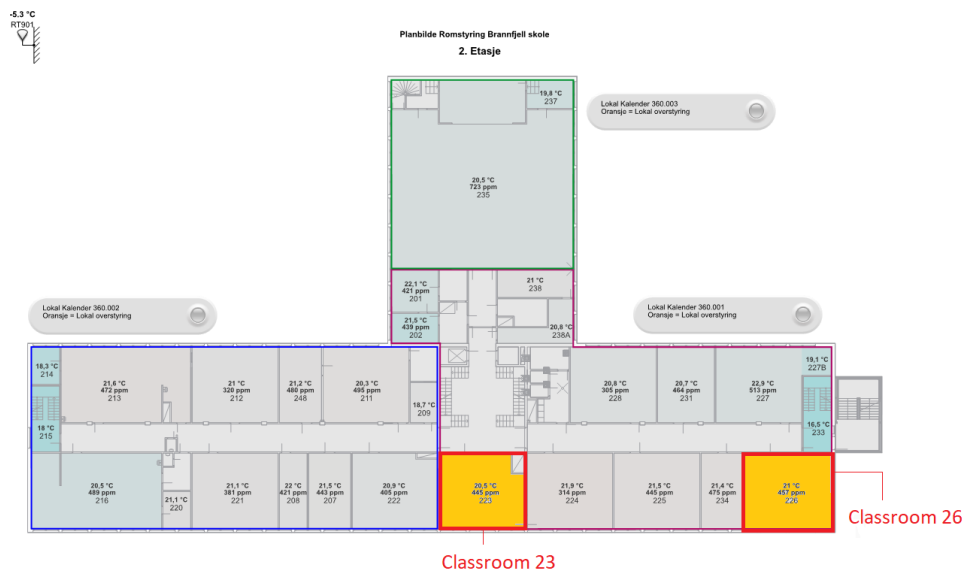 -5.3 °C
RT901
Planbilde Romstyring Brannfjell skole
2. Etasje
19,8 °C
237
Lokal Kalender 360.003
Oransje = Lokal overstyring
20,5 °C
723 ppm
235
22,1 °C
421 ppm
201
21 °C
238
21,5 °C
439 ppm
202
20,8 °C
238A
Lokal Kalender 360.002
Oransje = Lokal overstyring
Lokal Kalender 360.001
Oransje = Lokal overstyring
18,3 °C
214
21,6 °C
472 ppm
213
21 °C
320 ppm
212
21,2 °C
480 ppm
248
20,3 °C
495 ppm
211
18,7 °C
209
20,8 °C
305 ppm
228
20,7 °C
464 ppm
231
22,9 °C
513 ppm
227
19,1 °C
227B
18 °C
215
16,5 °C
233
20,5 °C
489 ppm
216
21,1 °C
220
21,1 °C
381 ppm
221
22 °C
421 ppm
208
21,5 °C
443 ppm
207
20,9 °C
405 ppm
222
20,5 °C
445 ppm
223
21,9 °C
314 ppm
224
21,5 °C
445 ppm
225
21,4 °C
475 ppm
234
21 °C
457 ppm
226
Classroom 26
Classroom 23